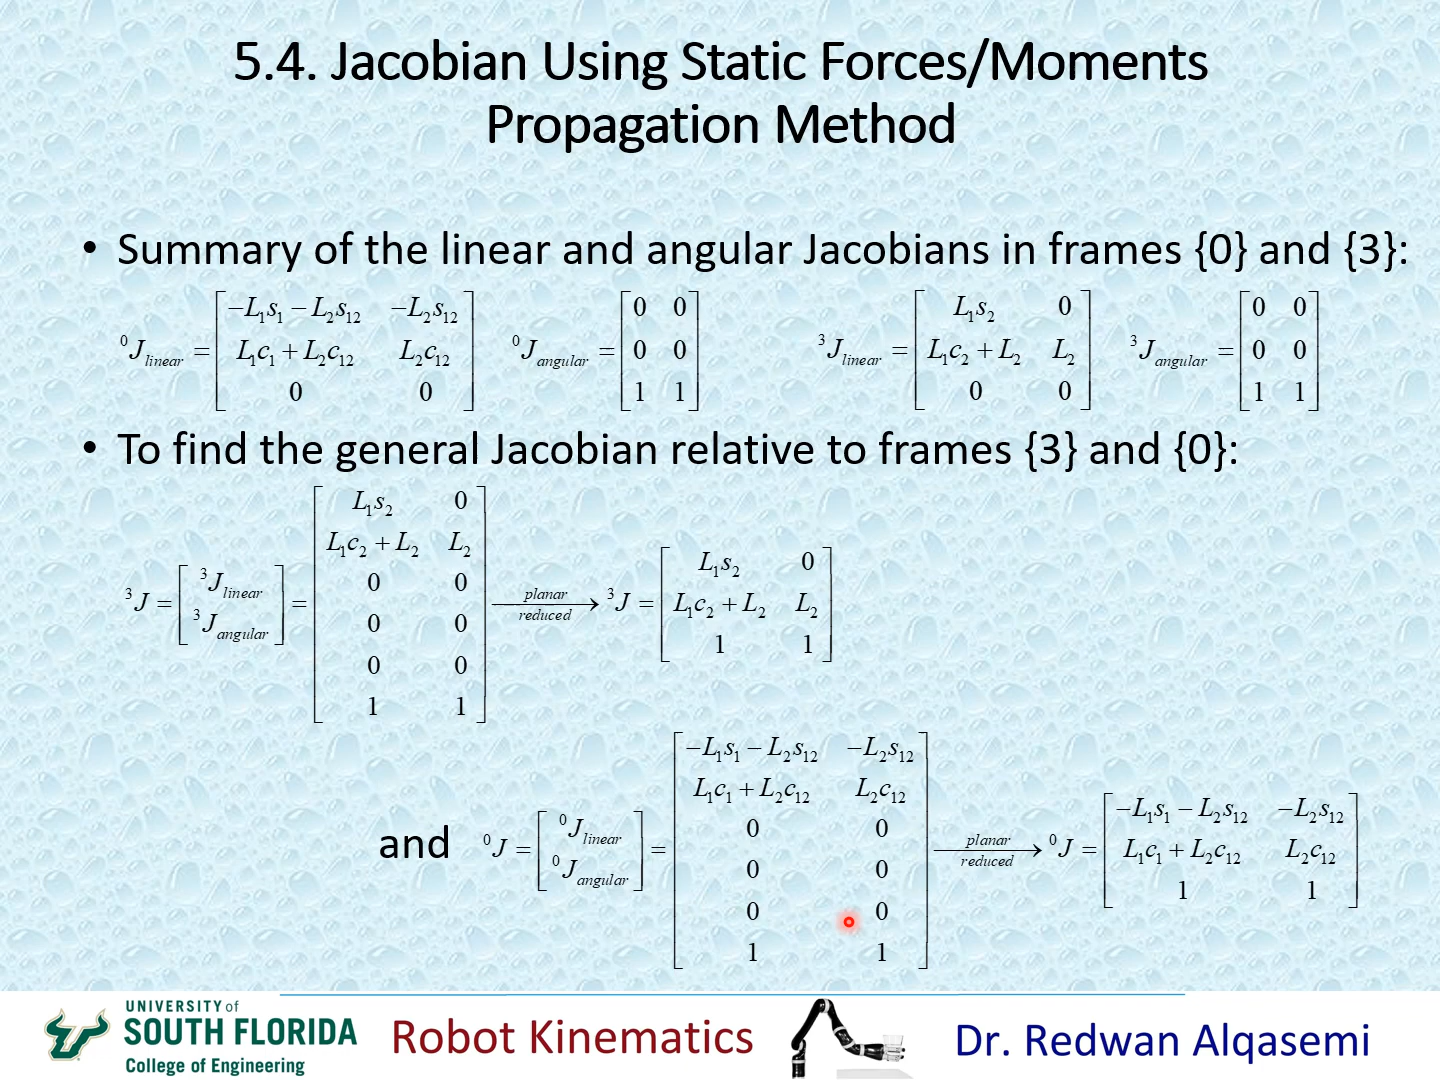 5.4. Jacobian Using Static Forces/Moments
Propagation Method
• Summary of the linear and angular Jacobians in frames {0} and {3}:
⁰J_linear = [ −L₁s₁ − L₂s₁₂  −L₂s₁₂ ; L₁c₁ + L₂c₁₂  L₂c₁₂ ; 0  0 ]  ⁰J_angular = [ 0  0 ; 0  0 ; 1  1 ]  ³J_linear = [ L₁s₂  0 ; L₁c₂ + L₂  L₂ ; 0  0 ]  ³J_angular = [ 0  0 ; 0  0 ; 1  1 ]
• To find the general Jacobian relative to frames {3} and {0}:
³J = [ ³J_linear ; ³J_angular ] = [ L₁s₂  0 ; L₁c₂ + L₂  L₂ ; 0  0 ; 0  0 ; 0  0 ; 1  1 ] planar reduced → ³J = [ L₁s₂  0 ; L₁c₂ + L₂  L₂ ; 1  1 ]
and ⁰J = [ ⁰J_linear ; ⁰J_angular ] = [ −L₁s₁ − L₂s₁₂  −L₂s₁₂ ; L₁c₁ + L₂c₁₂  L₂c₁₂ ; 0  0 ; 0  0 ; 0  0 ; 1  1 ] planar reduced → ⁰J = [ −L₁s₁ − L₂s₁₂  −L₂s₁₂ ; L₁c₁ + L₂c₁₂  L₂c₁₂ ; 1  1 ]
UNIVERSITY of
SOUTH FLORIDA
College of Engineering
Robot Kinematics
Dr. Redwan Alqasemi